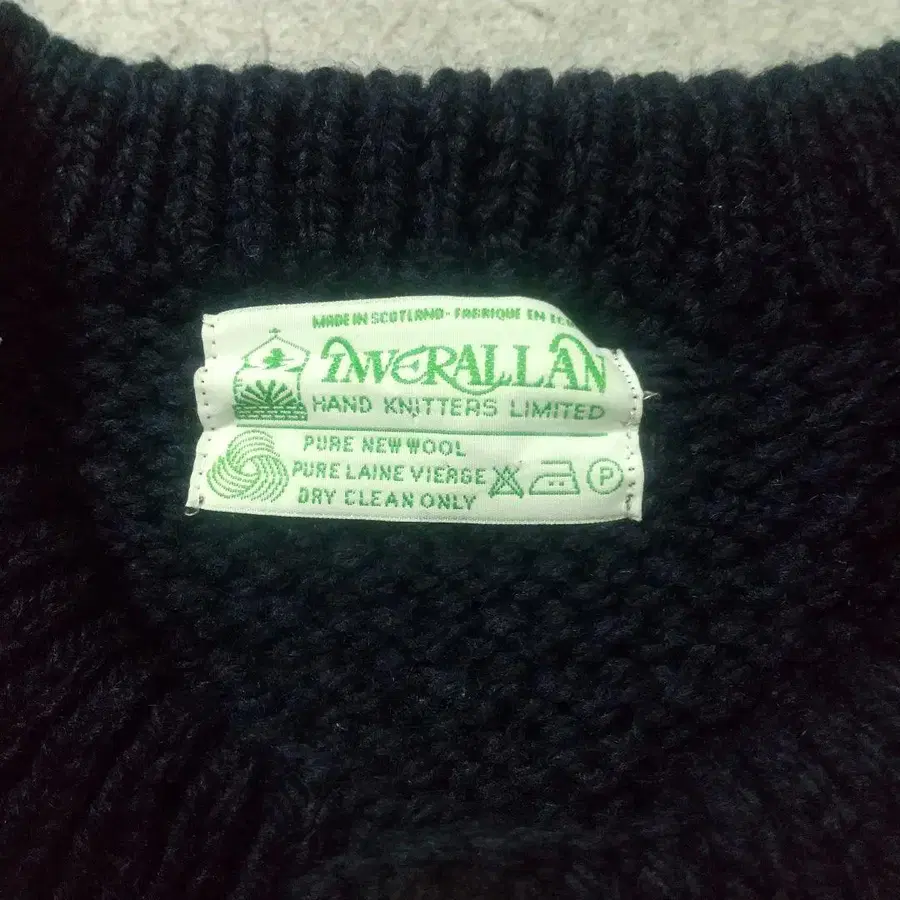 MADE IN SCOTLAND - FABRIQUE EN
INVERALLAN
HAND KNITTERS LIMITED
PURE NEW WOOL
PURE LAINE VIERGE
DRY CLEAN ONLY
P